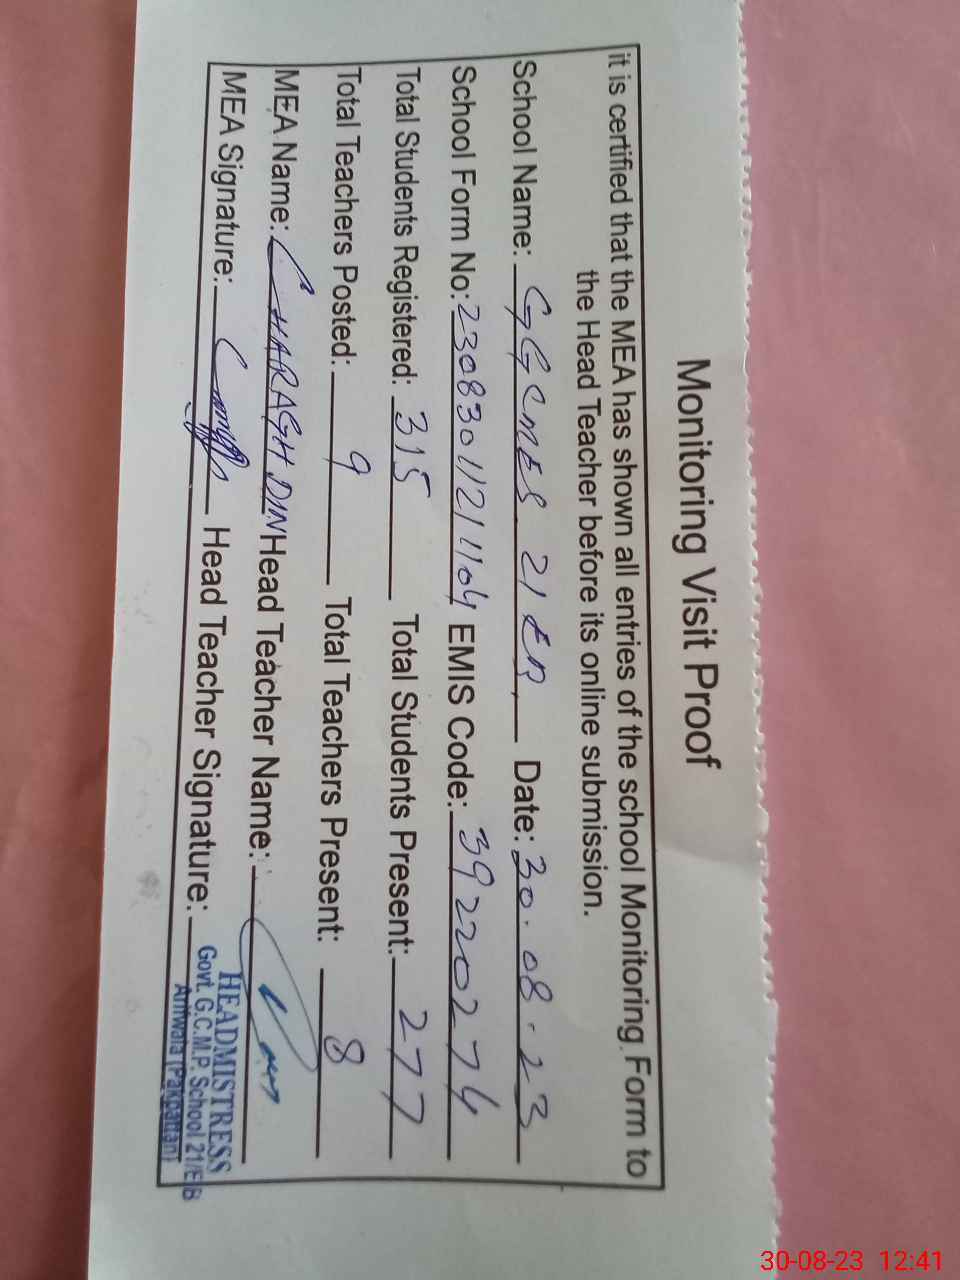 Monitoring Visit Proof
it is certified that the MEA has shown all entries of the school Monitoring Form to
the Head Teacher before its online submission.
School Name: GGCMES 21 EB Date: 30.08.23
School Form No: 2308301121104 EMIS Code: 39220274
Total Students Registered: 315 Total Students Present: 277
Total Teachers Posted: 9 Total Teachers Present: 8
MEA Name: CHARAGH DIN Head Teacher Name:
MEA Signature: Head Teacher Signature:
HEADMISTRESS
Govt. G.C.M.P. School 21/EB
Arifwala (Pakpattan)
30-08-23 12:41